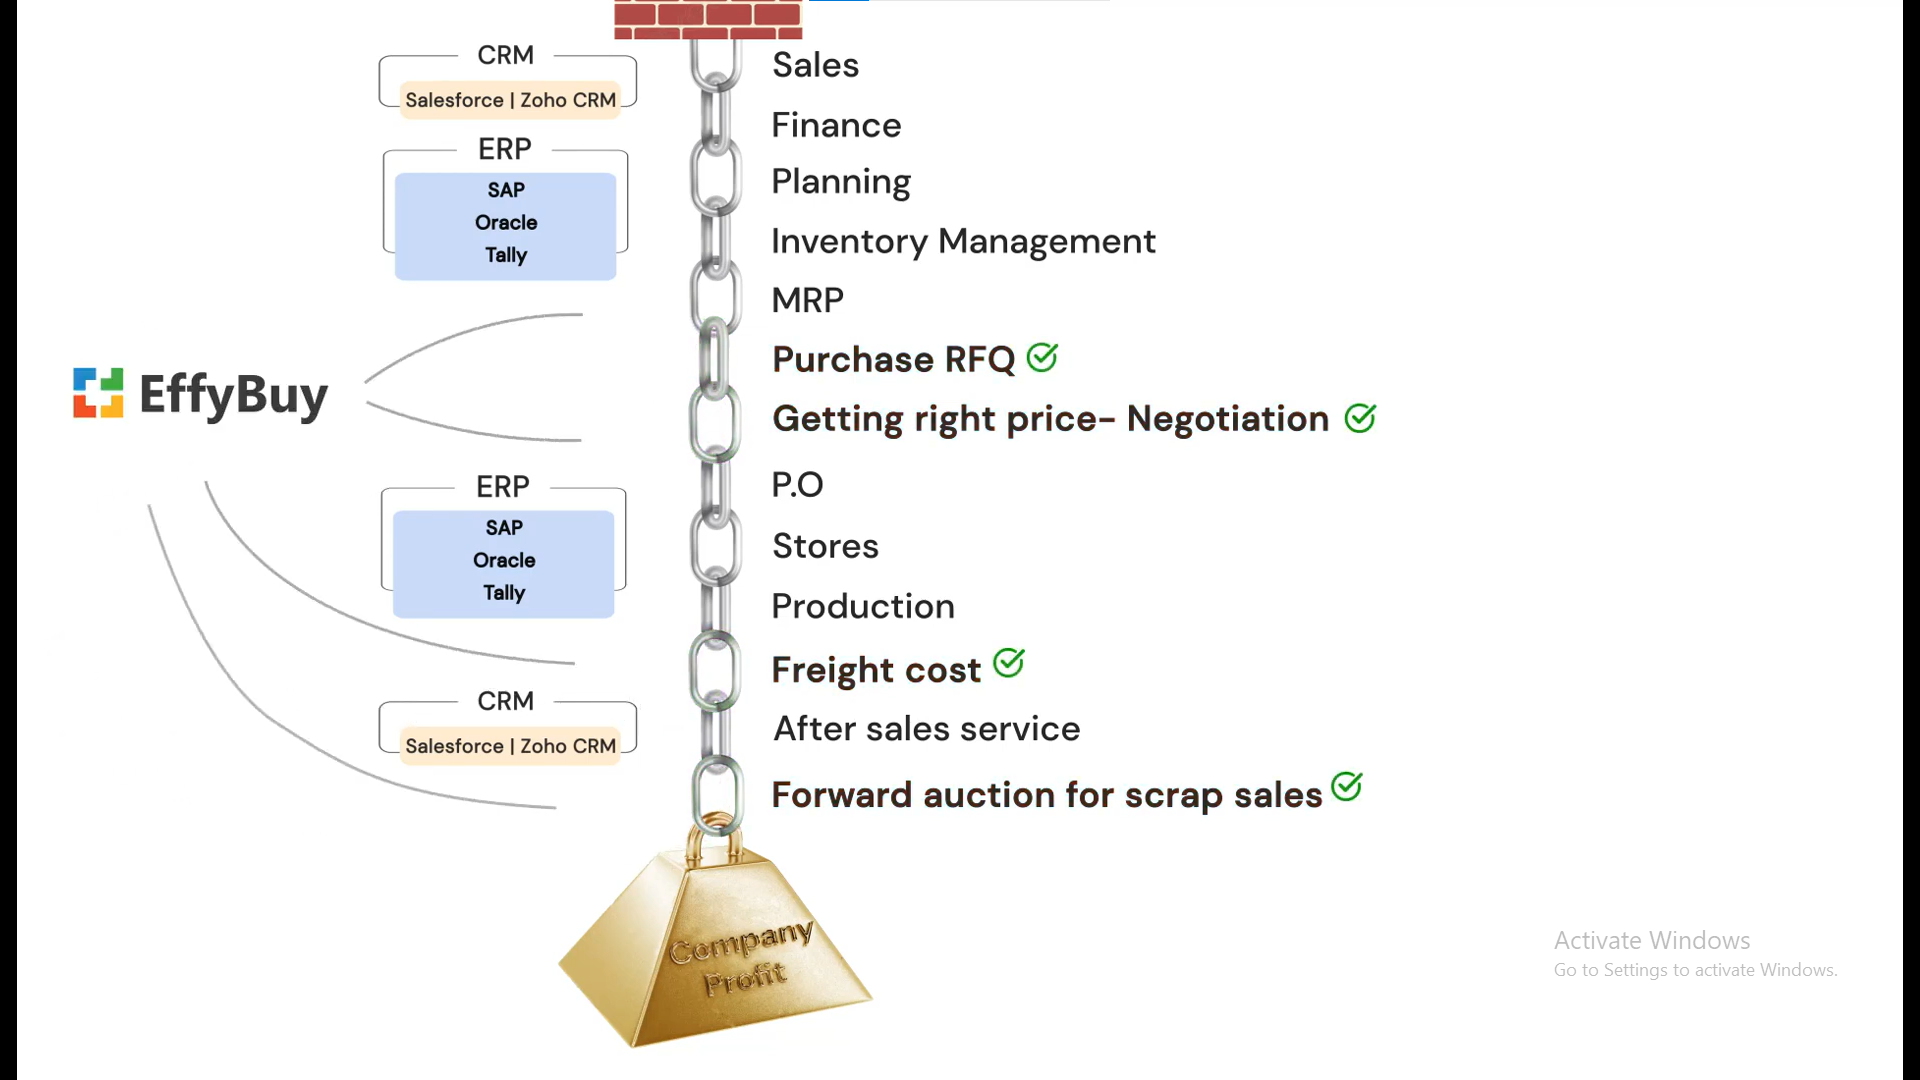 CRM
Salesforce | Zoho CRM
ERP
SAP
Oracle
Tally
EffyBuy
ERP
SAP
Oracle
Tally
CRM
Salesforce | Zoho CRM
Sales
Finance
Planning
Inventory Management
MRP
Purchase RFQ
Getting right price- Negotiation
P.O
Stores
Production
Freight cost
After sales service
Forward auction for scrap sales
Company
Profit
Activate Windows
Go to Settings to activate Windows.